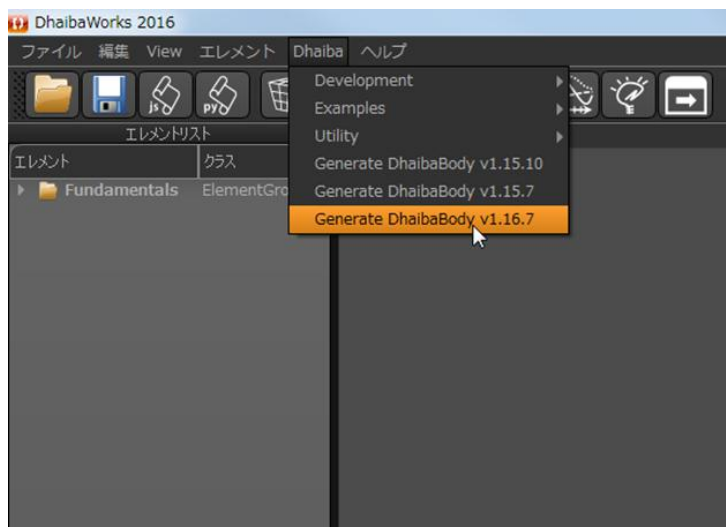 DhaibaWorks 2016
ファイル 編集 View エレメント Dhaiba ヘルプ
js py
Development
Examples
Utility
Generate DhaibaBody v1.15.10
Generate DhaibaBody v1.15.7
Generate DhaibaBody v1.16.7
エレメントリスト
エレメント クラス
Fundamentals ElementGro